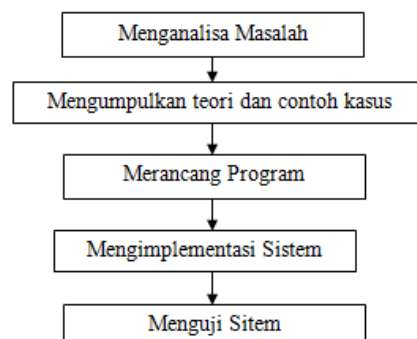 Menganalisa Masalah
Mengumpulkan teori dan contoh kasus
Merancang Program
Mengimplementasi Sistem
Menguji Sitem